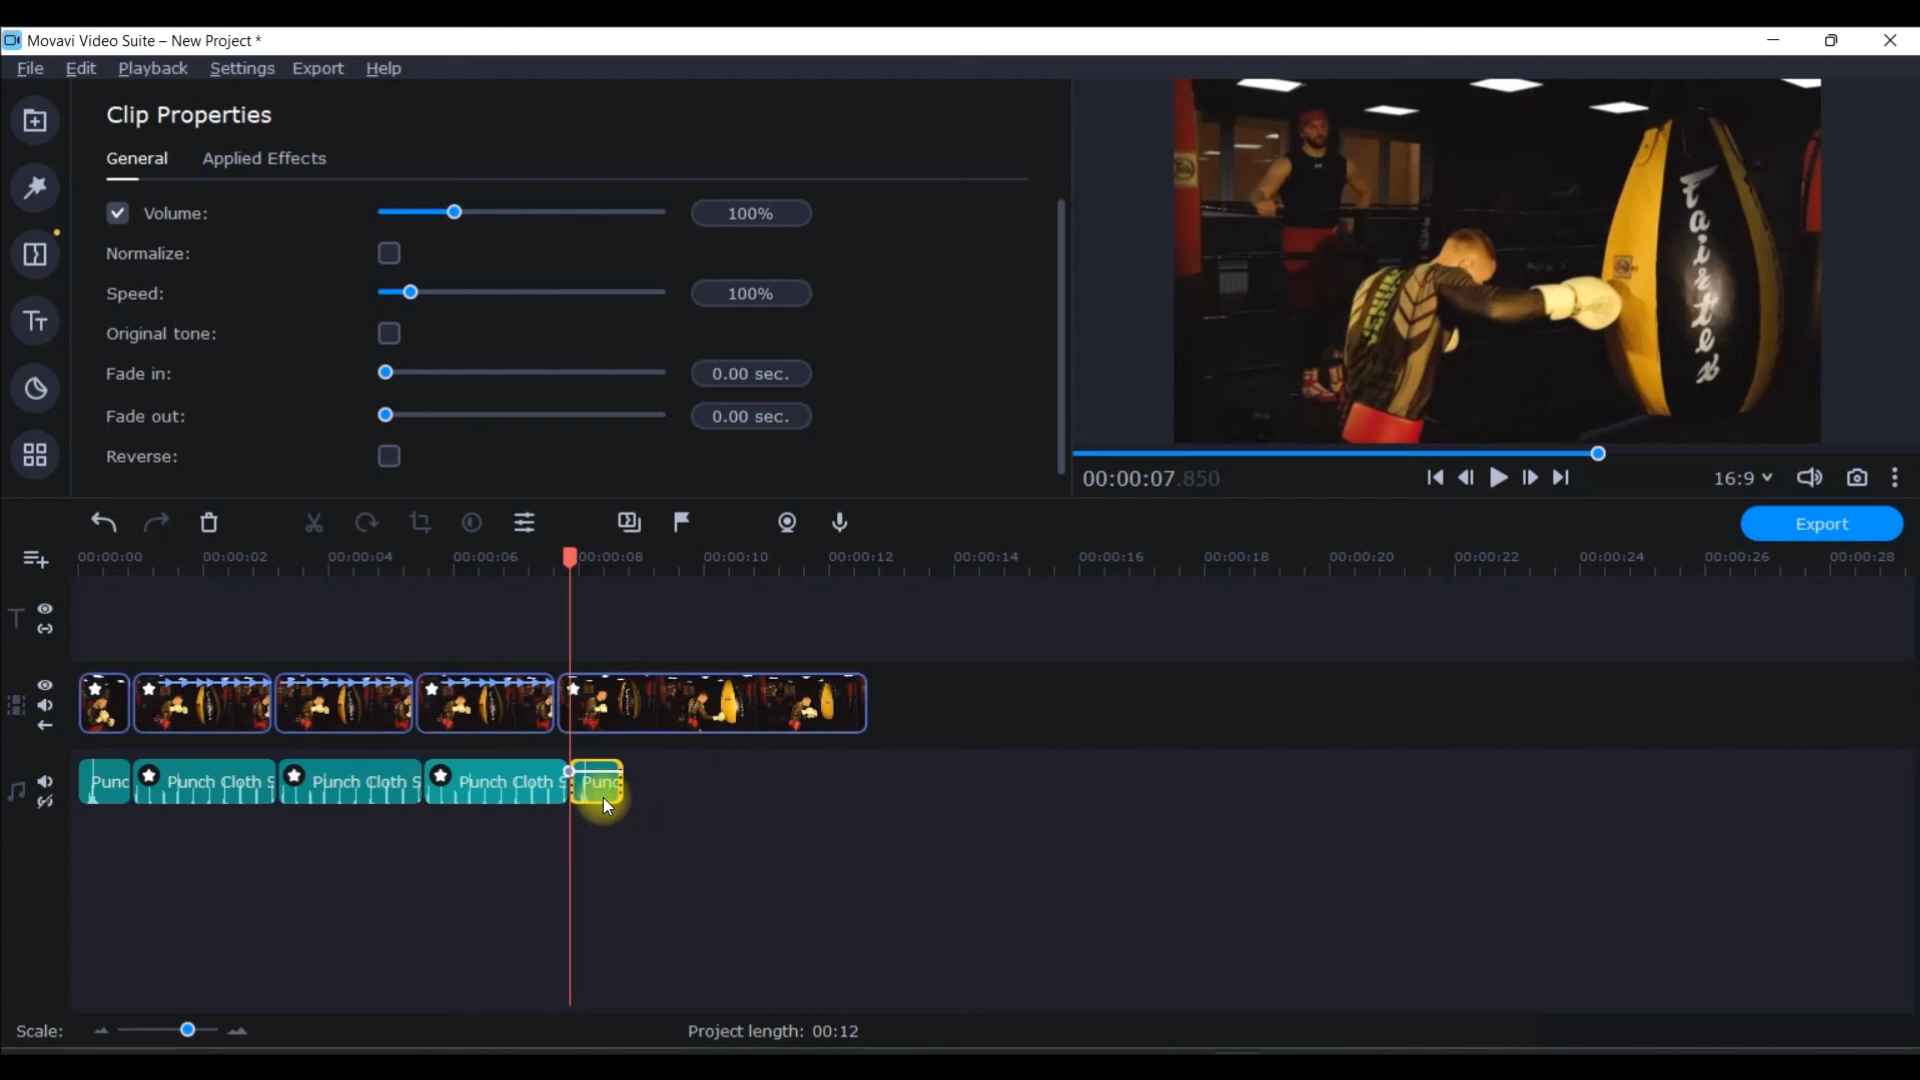 Movavi Video Suite – New Project *
File Edit Playback Settings Export Help
Clip Properties
General Applied Effects
Volume: 100%
Normalize:
Speed: 100%
Original tone:
Fade in: 0.00 sec.
Fade out: 0.00 sec.
Reverse:
Fairtex
VENUM
00:00:07.850
16:9
Export
00:00:00 00:00:02 00:00:04 00:00:06 00:00:08 00:00:10 00:00:12 00:00:14 00:00:16 00:00:18 00:00:20 00:00:22 00:00:24 00:00:26 00:00:28
Punc Punch Cloth S Punch Cloth S Punch Cloth S Punc
Scale: Project length: 00:12